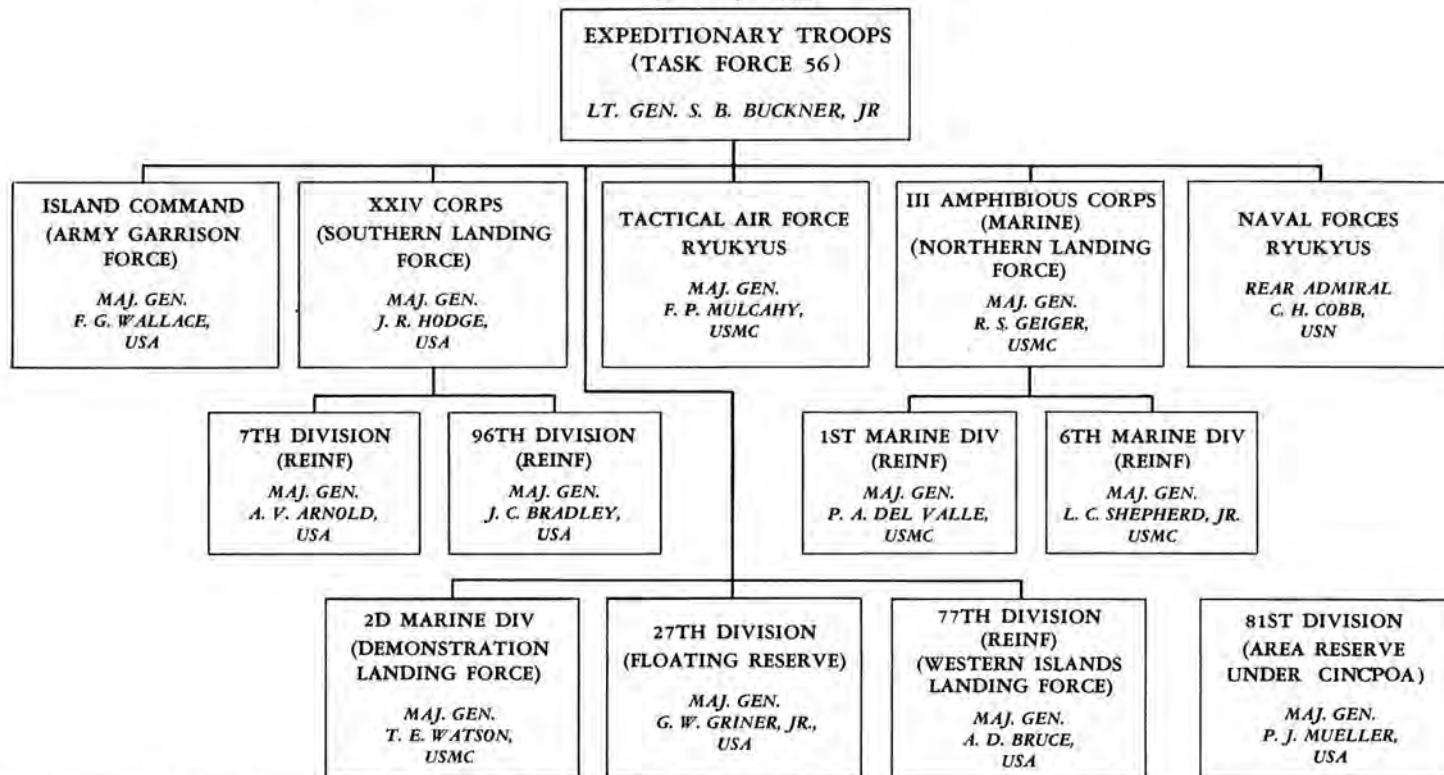 EXPEDITIONARY TROOPS
(TASK FORCE 56)
LT. GEN. S. B. BUCKNER, JR
ISLAND COMMAND
(ARMY GARRISON
FORCE)
MAJ. GEN.
F. G. WALLACE,
USA
XXIV CORPS
(SOUTHERN LANDING
FORCE)
MAJ. GEN.
J. R. HODGE,
USA
TACTICAL AIR FORCE
RYUKYUS
MAJ. GEN.
F. P. MULCAHY,
USMC
III AMPHIBIOUS CORPS
(MARINE)
(NORTHERN LANDING
FORCE)
MAJ. GEN.
R. S. GEIGER,
USMC
NAVAL FORCES
RYUKYUS
REAR ADMIRAL
C. H. COBB,
USN
7TH DIVISION
(REINF)
MAJ. GEN.
A. V. ARNOLD,
USA
96TH DIVISION
(REINF)
MAJ. GEN.
J. C. BRADLEY,
USA
1ST MARINE DIV
(REINF)
MAJ. GEN.
P. A. DEL VALLE,
USMC
6TH MARINE DIV
(REINF)
MAJ. GEN.
L. C. SHEPHERD, JR.
USMC
2D MARINE DIV
(DEMONSTRATION
LANDING FORCE)
MAJ. GEN.
T. E. WATSON,
USMC
27TH DIVISION
(FLOATING RESERVE)
MAJ. GEN.
G. W. GRINER, JR.,
USA
77TH DIVISION
(REINF)
(WESTERN ISLANDS
LANDING FORCE)
MAJ. GEN.
A. D. BRUCE,
USA
81ST DIVISION
(AREA RESERVE
UNDER CINCPOA)
MAJ. GEN.
P. J. MUELLER,
USA